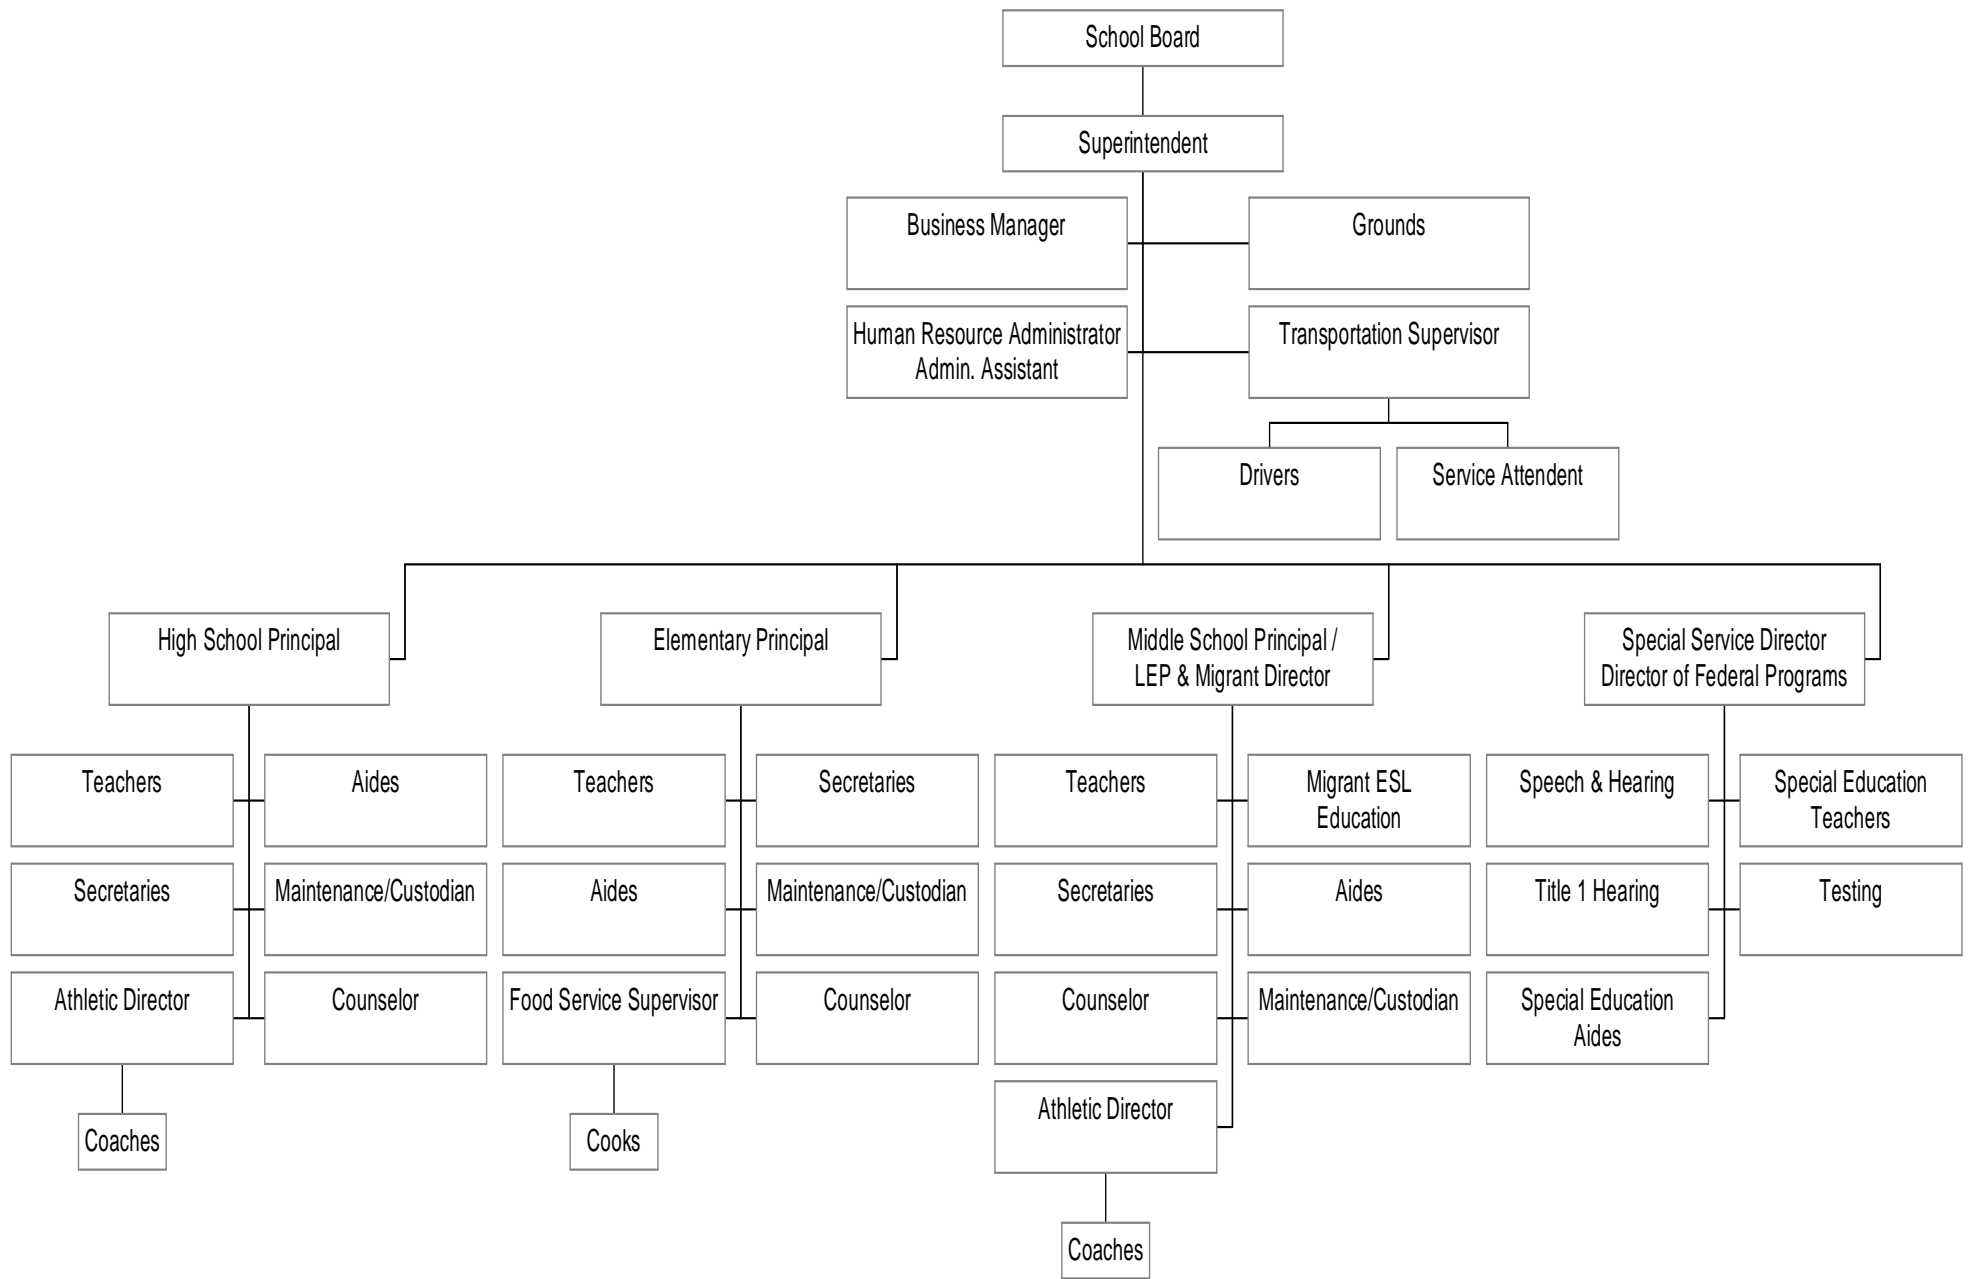 School Board
Superintendent
Business Manager
Grounds
Human Resource Administrator
Admin. Assistant
Transportation Supervisor
Drivers
Service Attendent
High School Principal
Elementary Principal
Middle School Principal /
LEP & Migrant Director
Special Service Director
Director of Federal Programs
Teachers
Aides
Secretaries
Maintenance/Custodian
Athletic Director
Counselor
Coaches
Teachers
Secretaries
Aides
Maintenance/Custodian
Food Service Supervisor
Counselor
Cooks
Teachers
Migrant ESL
Education
Secretaries
Aides
Counselor
Maintenance/Custodian
Athletic Director
Coaches
Speech & Hearing
Special Education
Teachers
Title 1 Hearing
Testing
Special Education
Aides